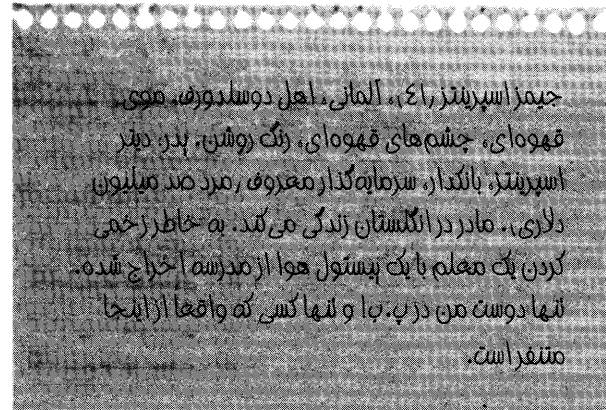 جیمز اسپرینتز (٤١)، آلمانی، اهل دوسلدورف، موی
قهوه‌ای، چشم‌های قهوه‌ای، رنگ روشن. پدر، دیتر
اسپرینتز، بانکدار، سرمایه‌گذار معروف (مرد صد میلیون
دلاری). مادر در انگلستان زندگی می‌کند. به خاطر زخمی
کردن یک معلم با یک پیستول هوا از مدرسه اخراج شده.
تنها دوست من در پ.ب! و تنها کسی که واقعا از اینجا
متنفر است.